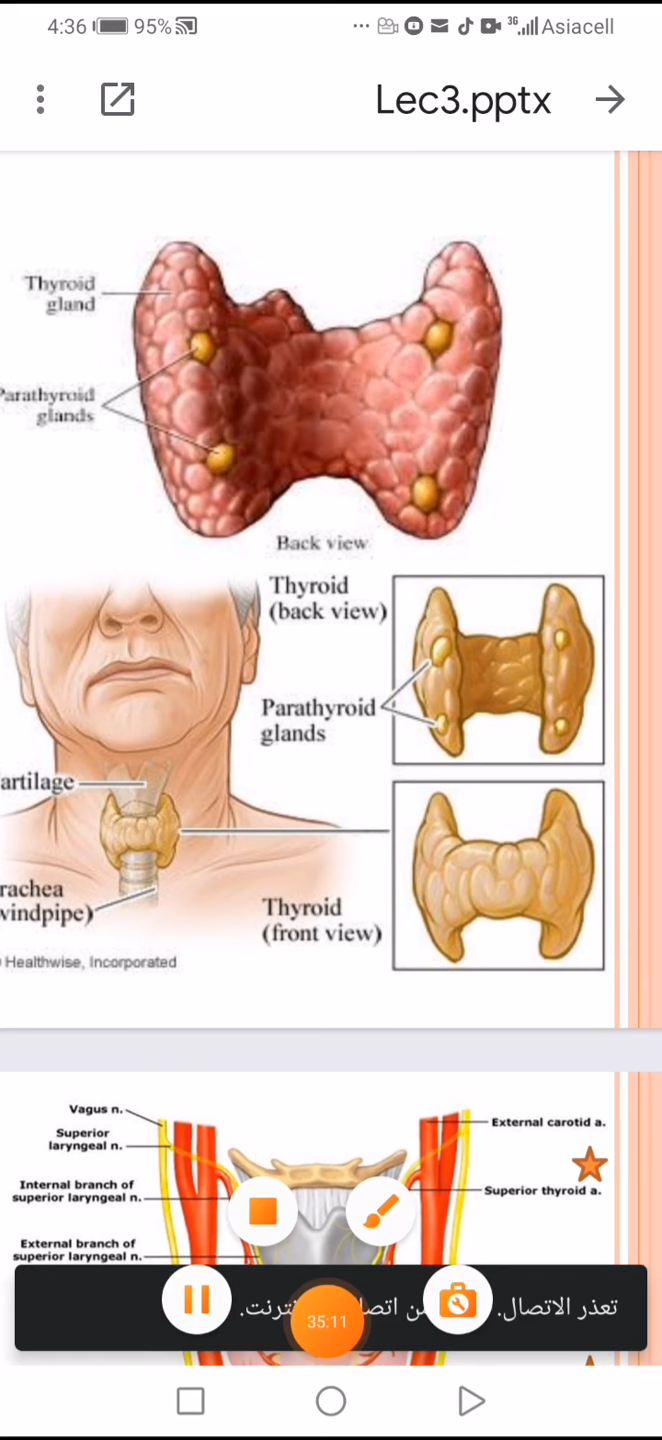 4:36
95%
3G
Asiacell
Lec3.pptx
Thyroid
gland
Parathyroid
glands
Back view
Thyroid
(back view)
Parathyroid
glands
artilage
rachea
windpipe)
Thyroid
(front view)
Healthwise, Incorporated
Vagus n.
Superior
laryngeal n.
Internal branch of
superior laryngeal n.
External branch of
superior laryngeal n.
External carotid a.
Superior thyroid a.
تعذر الاتصال.
35:11